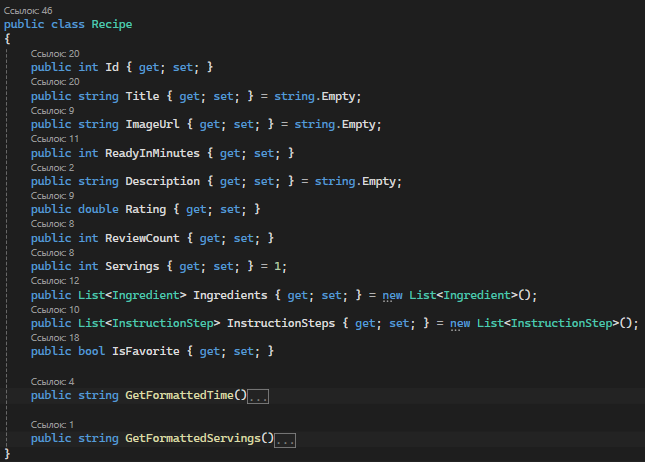 Ссылок: 46
public class Recipe
{
Ссылок: 20
public int Id { get; set; }
Ссылок: 20
public string Title { get; set; } = string.Empty;
Ссылок: 9
public string ImageUrl { get; set; } = string.Empty;
Ссылок: 11
public int ReadyInMinutes { get; set; }
Ссылок: 2
public string Description { get; set; } = string.Empty;
Ссылок: 9
public double Rating { get; set; }
Ссылок: 8
public int ReviewCount { get; set; }
Ссылок: 8
public int Servings { get; set; } = 1;
Ссылок: 12
public List<Ingredient> Ingredients { get; set; } = new List<Ingredient>();
Ссылок: 10
public List<InstructionStep> InstructionSteps { get; set; } = new List<InstructionStep>();
Ссылок: 18
public bool IsFavorite { get; set; }
Ссылок: 4
public string GetFormattedTime()...
Ссылок: 1
public string GetFormattedServings()...
}